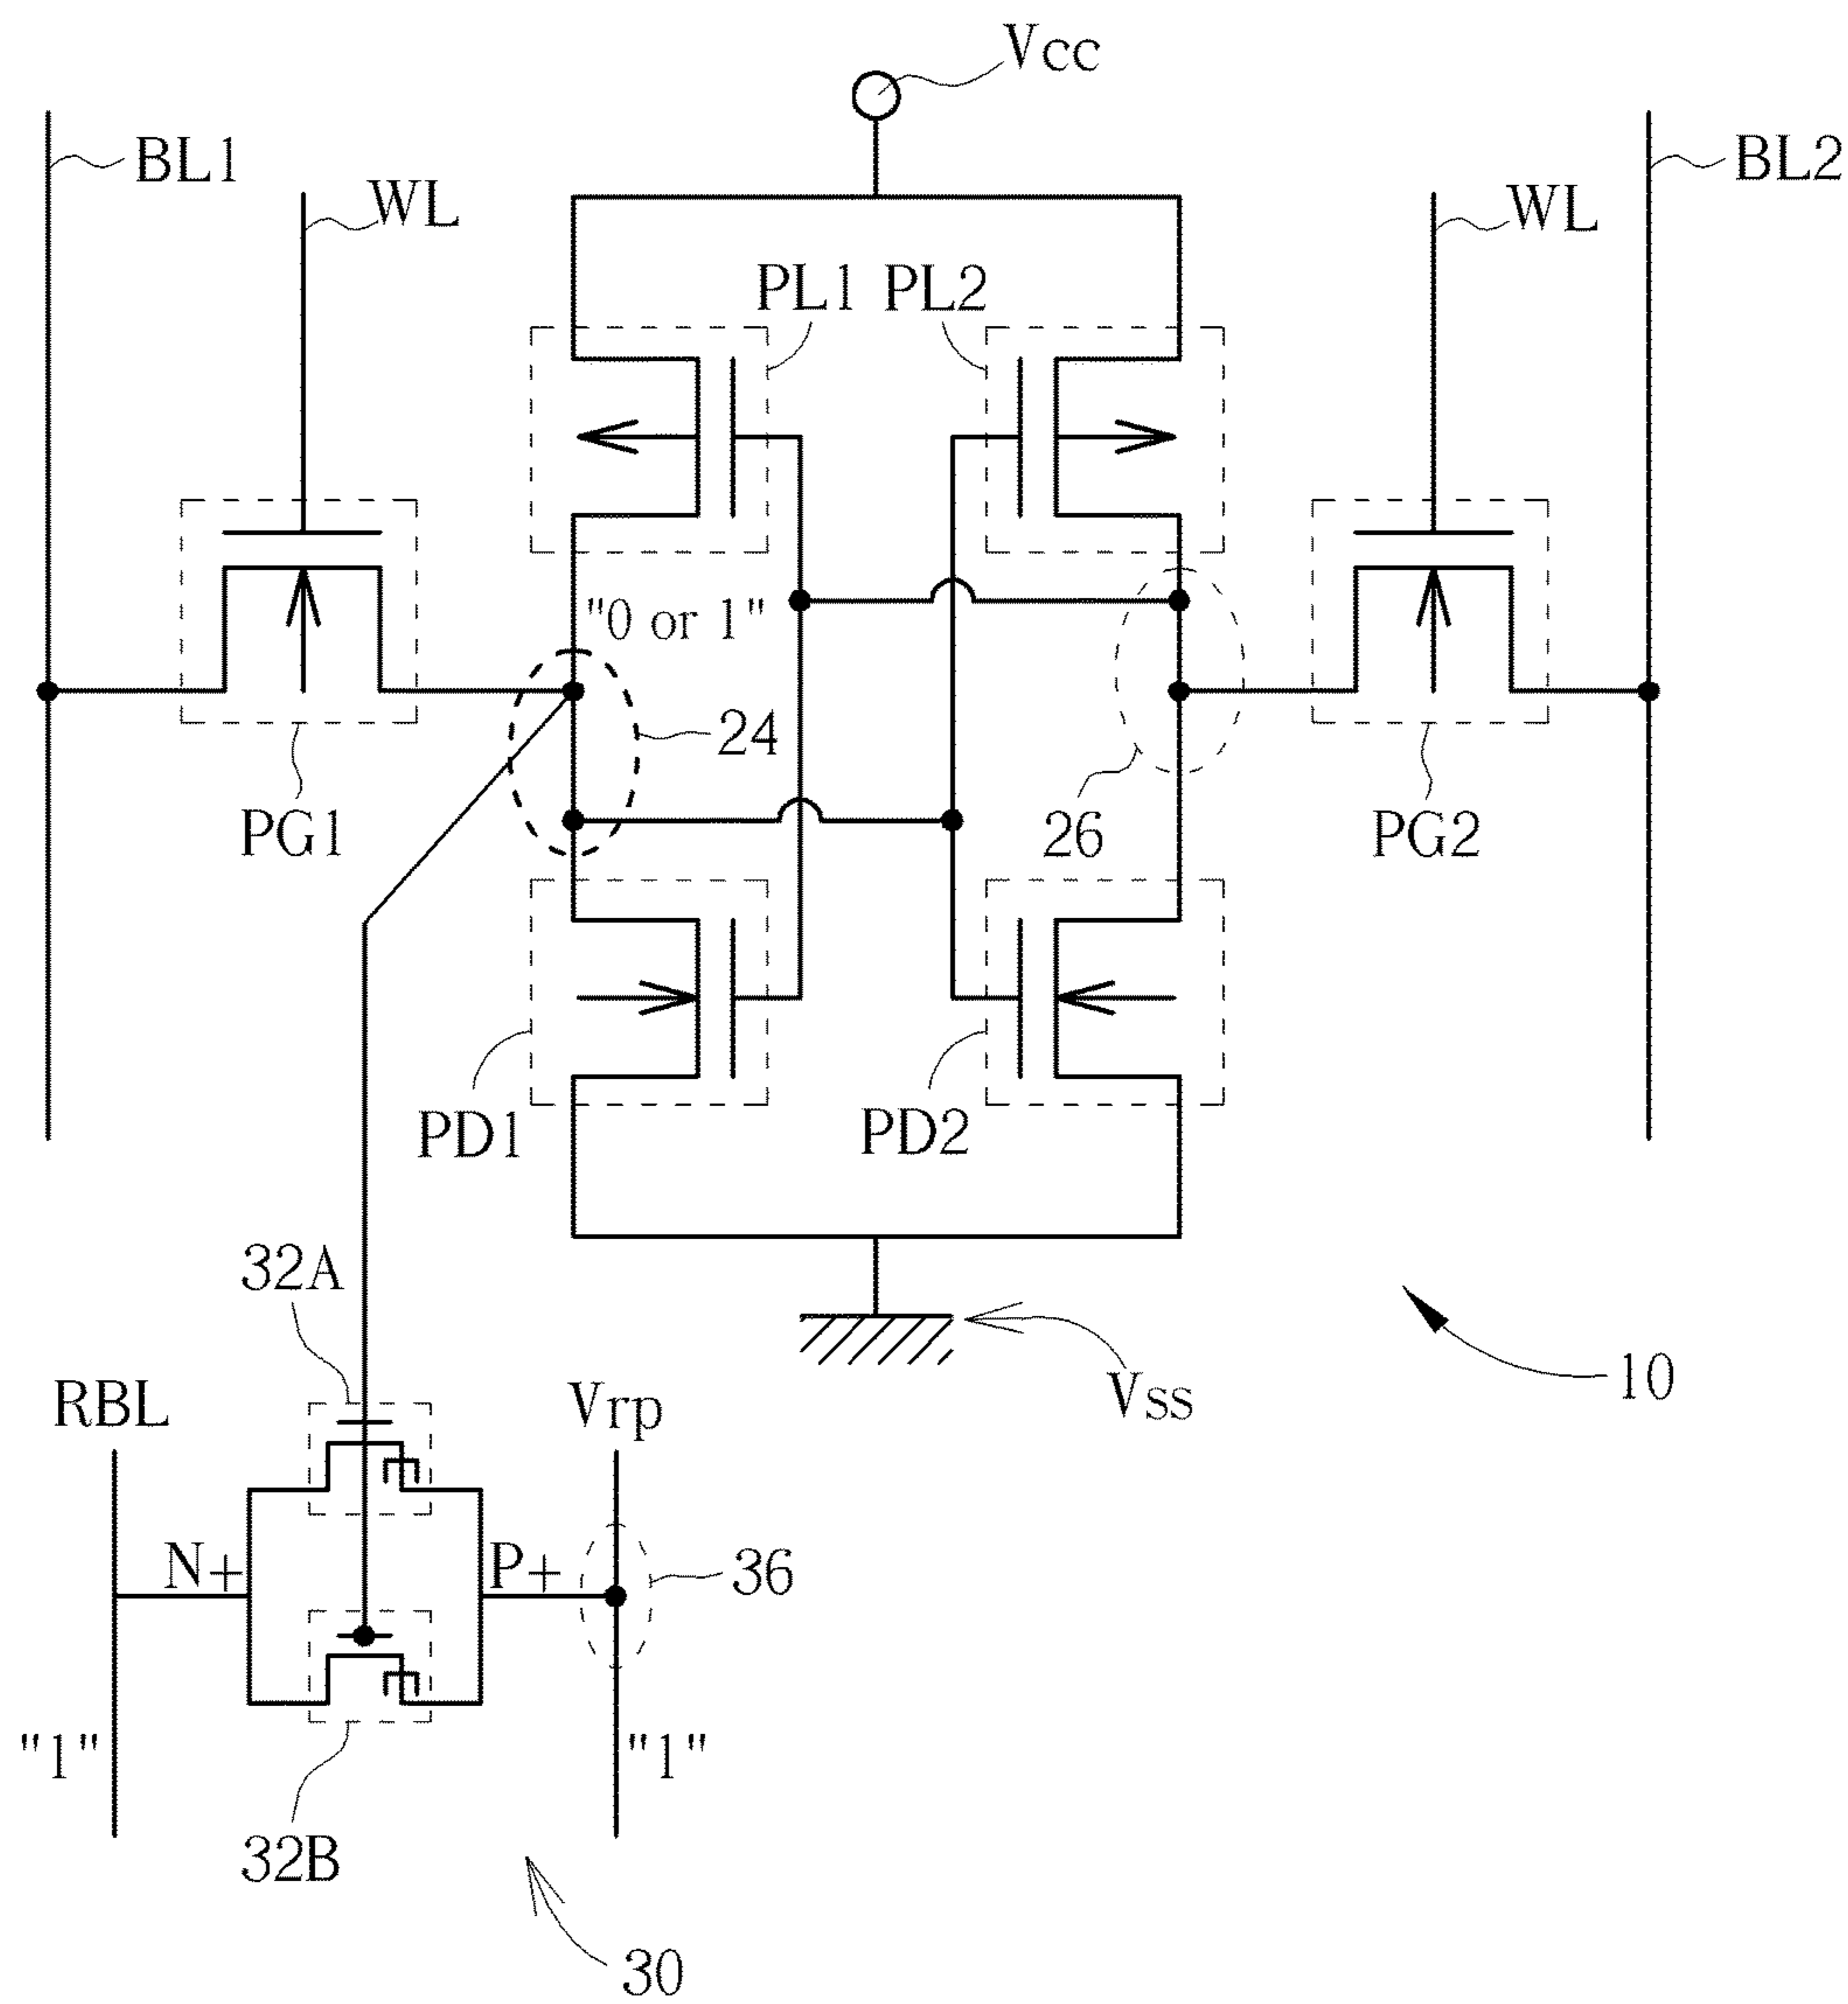 Vcc
BL1
BL2
WL
WL
PL1
PL2
"0 or 1"
24
26
PG1
PG2
PD1
PD2
32A
Vss
10
RBL
Vrp
N+
P+
36
"1"
"1"
32B
30